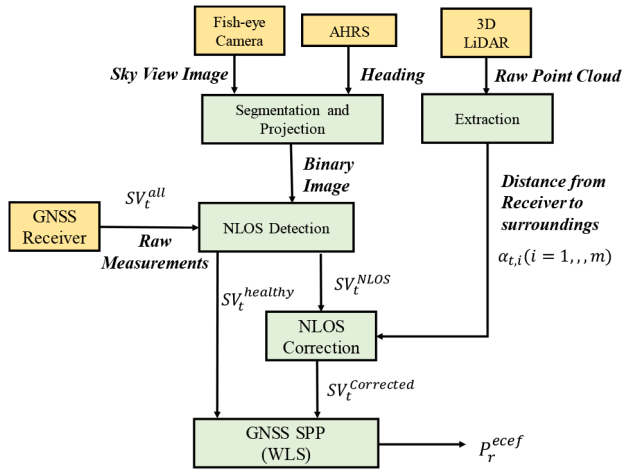 Fish-eye
Camera
AHRS
3D
LiDAR
Sky View Image
Heading
Raw Point Cloud
Segmentation and
Projection
Extraction
Binary
Image
Distance from
Receiver to
surroundings
α_{t,i}(i = 1, , , m)
SV_t^{all}
GNSS
Receiver
Raw
Measurements
NLOS Detection
SV_t^{healthy}
SV_t^{NLOS}
NLOS
Correction
SV_t^{Corrected}
GNSS SPP
(WLS)
P_r^{ecef}